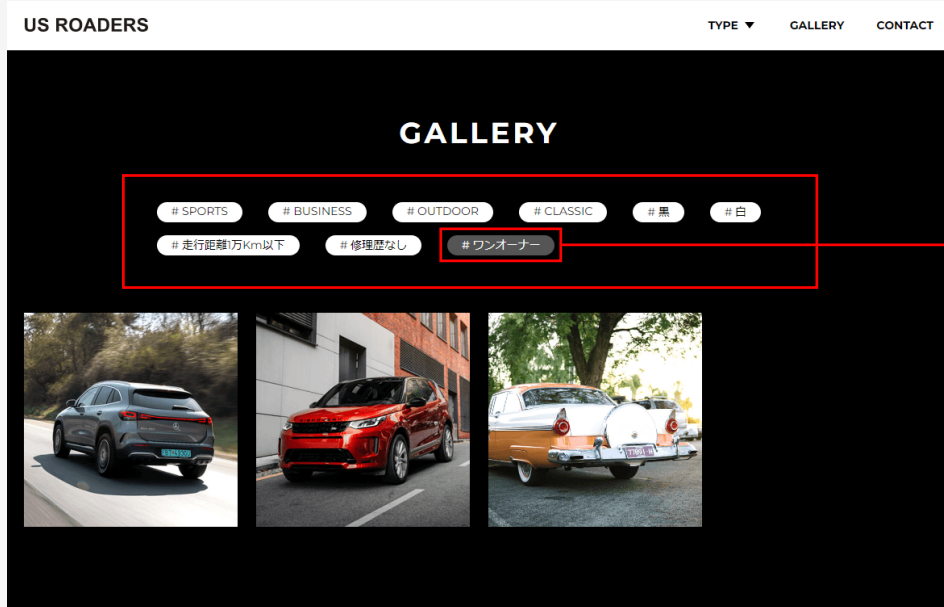 US ROADERS
TYPE ▼ GALLERY CONTACT
GALLERY
# SPORTS # BUSINESS # OUTDOOR # CLASSIC # 黒 # 白
# 走行距離1万Km以下 # 修理歴なし # ワンオーナー